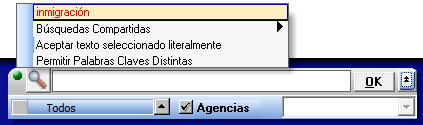 inmigración
Búsquedas Compartidas
Aceptar texto seleccionado literalmente
Permitir Palabras Claves Distintas
OK
Todos
Agencias